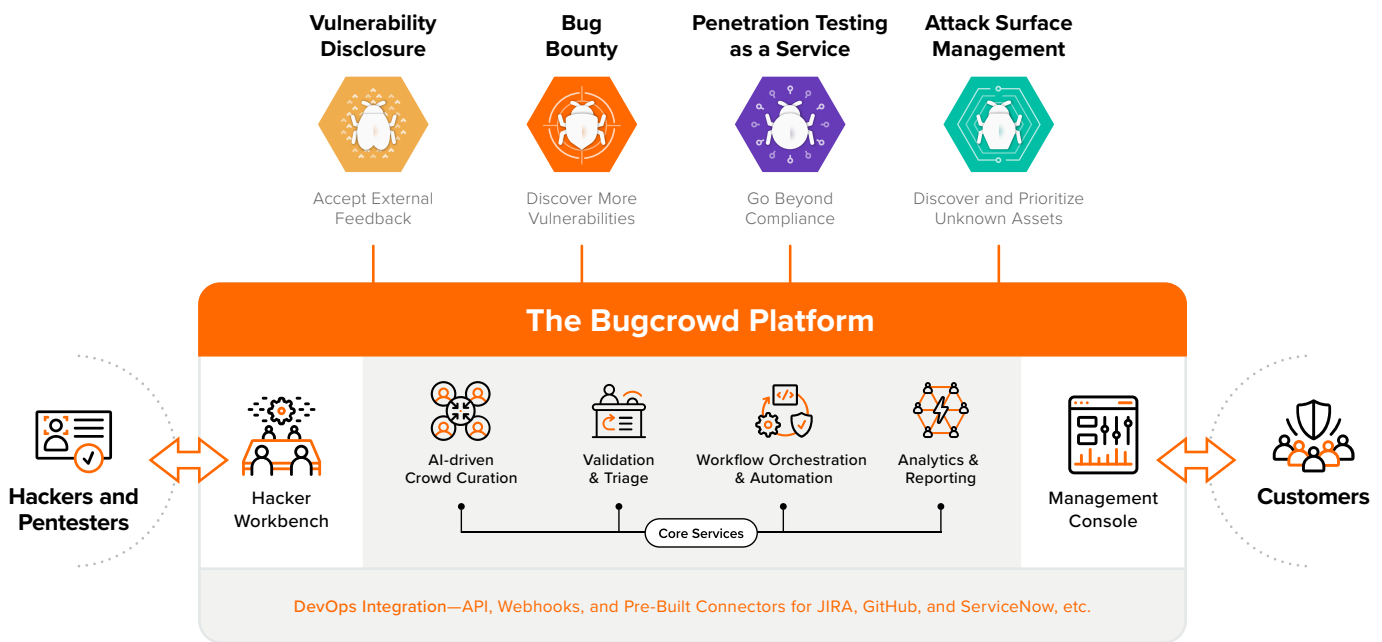 Vulnerability
Disclosure
Bug
Bounty
Penetration Testing
as a Service
Attack Surface
Management
Accept External
Feedback
Discover More
Vulnerabilities
Go Beyond
Compliance
Discover and Prioritize
Unknown Assets
The Bugcrowd Platform
Hackers and
Pentesters
Hacker
Workbench
AI-driven
Crowd Curation
Validation
& Triage
</>
Workflow Orchestration
& Automation
Analytics &
Reporting
Core Services
Management
Console
Customers
DevOps Integration—API, Webhooks, and Pre-Built Connectors for JIRA, GitHub, and ServiceNow, etc.